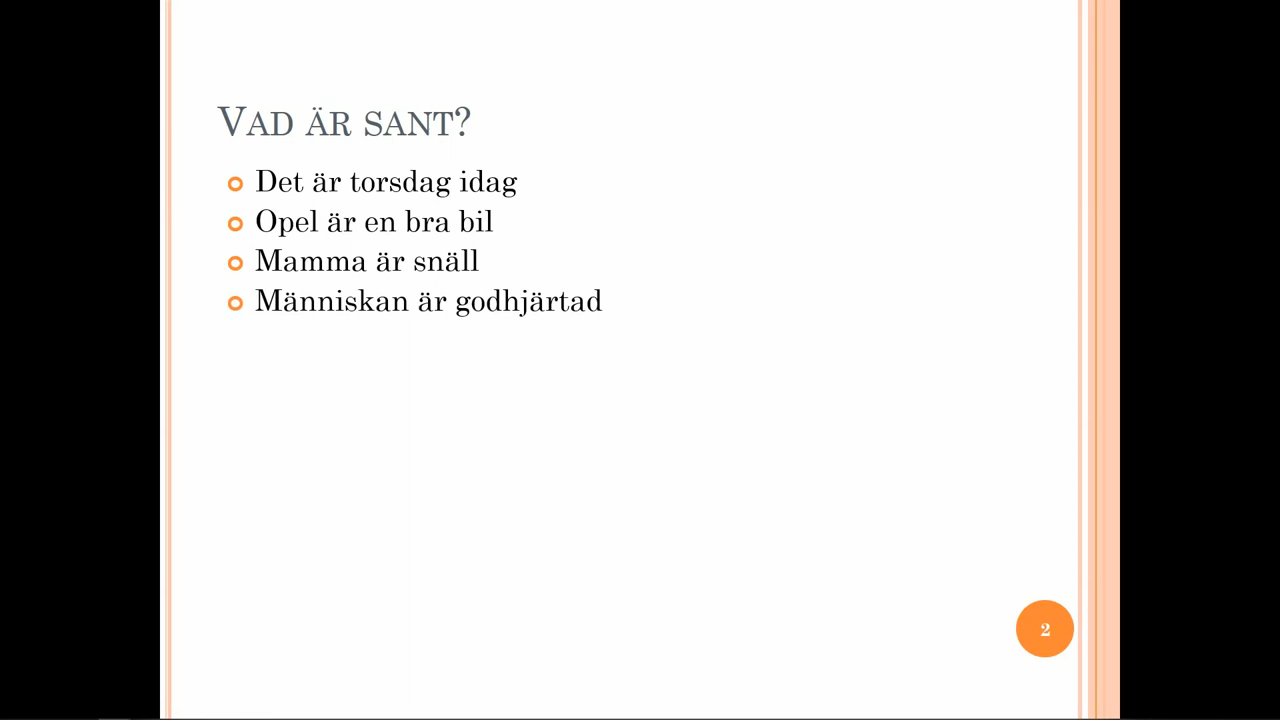 Vad är sant?
Det är torsdag idag
Opel är en bra bil
Mamma är snäll
Människan är godhjärtad
2